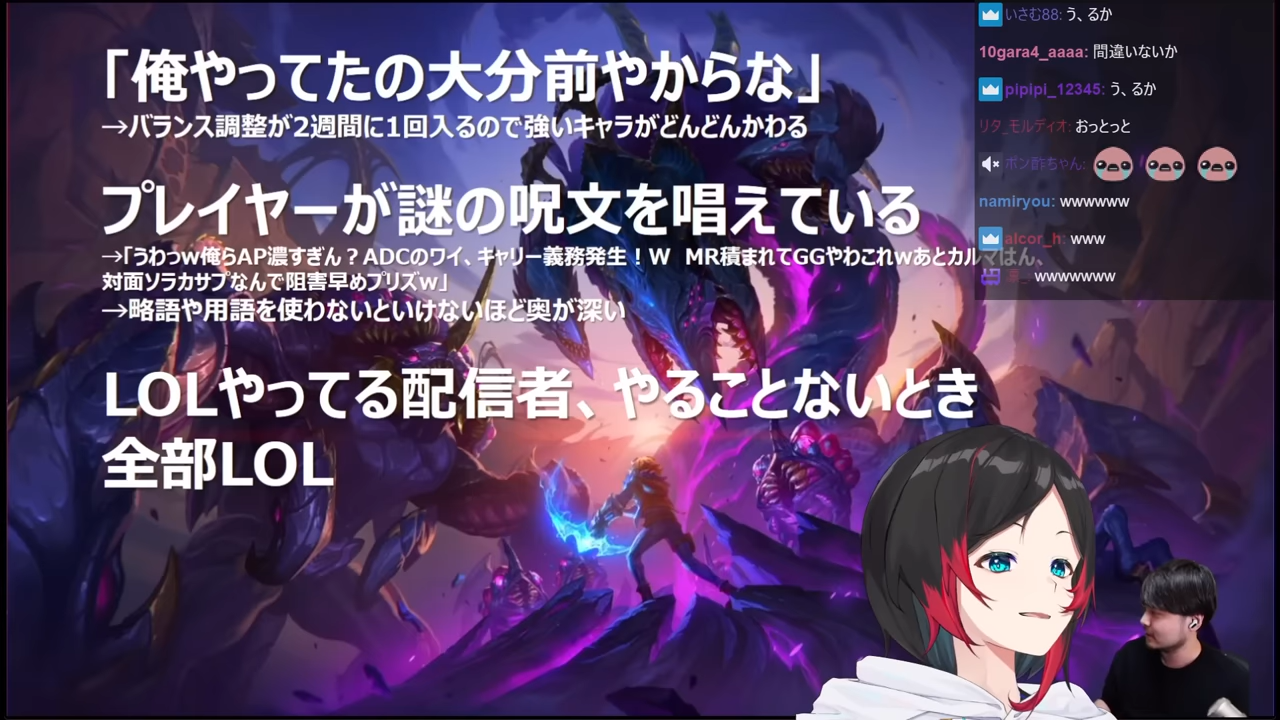 「俺やってたの大分前やからな」
→バランス調整が2週間に1回入るので強いキャラがどんどんかわる
プレイヤーが謎の呪文を唱えている
→「うわっw俺らAP濃すぎん？ADCのワイ、キャリー義務発生！W MR積まれてGGやわこれwあとカルマはん、
対面ソラカサプなんで阻害早めプリズw」
→略語や用語を使わないといけないほど奥が深い
LOLやってる配信者、やることないとき
全部LOL
いさむ88: う、るか
10gara4_aaaa: 間違いないか
pipipi_12345: う、るか
リタ_モルディオ: おっとっと
ポン酢ちゃん:
namiryou: wwwwww
alcor_h: www
wwwwwww